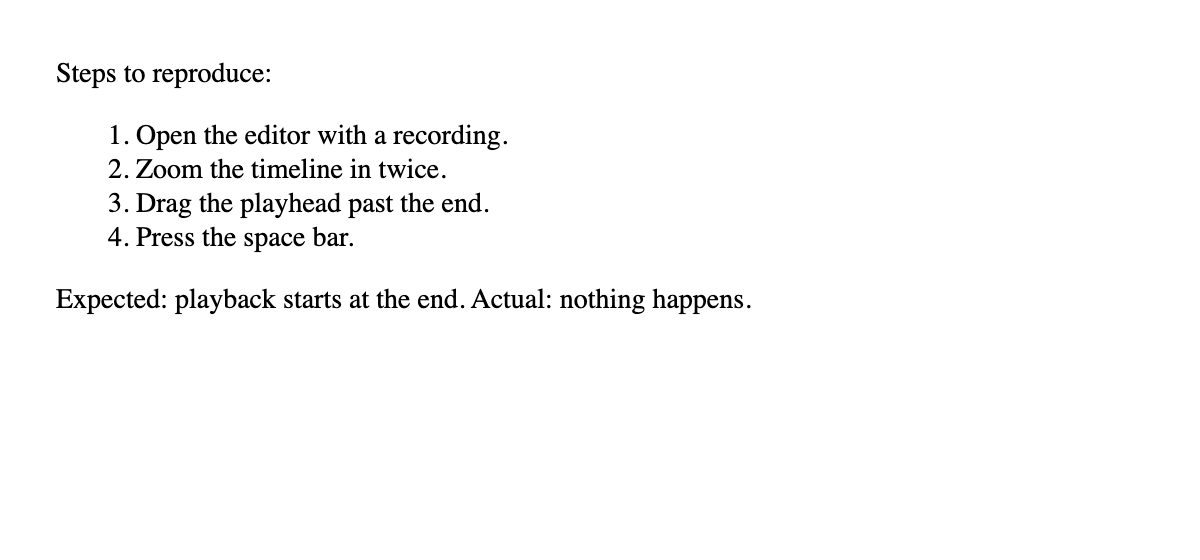 Steps to reproduce:
1. Open the editor with a recording.
2. Zoom the timeline in twice.
3. Drag the playhead past the end.
4. Press the space bar.
Expected: playback starts at the end. Actual: nothing happens.